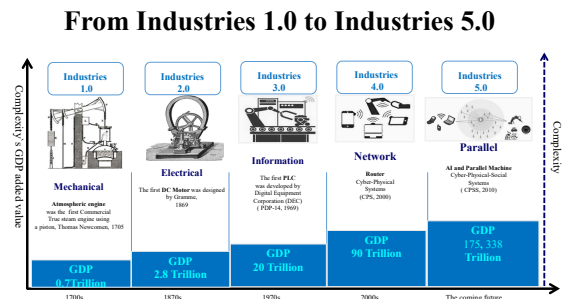 From Industries 1.0 to Industries 5.0
Complexity's GDP added value
Industries
1.0
Industries
2.0
Industries
3.0
Industries
4.0
Industries
5.0
Complexity
Mechanical
Atmospheric engine
was the first Commercial
True steam engine using
a piston, Thomas Newcomen, 1705
Electrical
The first DC Motor was designed
by Gramme,
1869
Information
The first PLC
was developed by
Digital Equipment
Corporation (DEC)
( PDP-14, 1969)
Network
Router
Cyber-Physical
Systems
(CPS, 2000)
Parallel
AI and Parallel Machine
Cyber-Physical-Social
Systems
( CPSS, 2010)
GDP
0.7Trillion
GDP
2.8 Trillion
GDP
20 Trillion
GDP
90 Trillion
GDP
175, 338
Trillion
1700s
1870s
1970s
2000s
The coming future